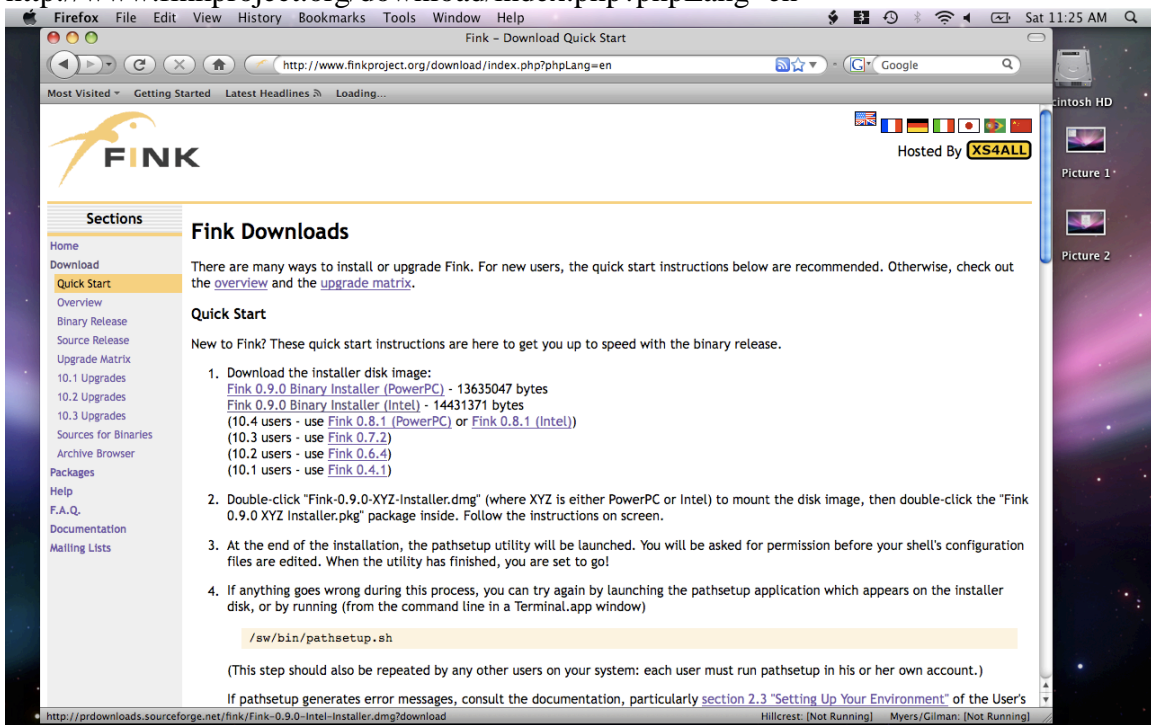 http://www.finkproject.org/download/index.php?phpLang=en
Firefox File Edit View History Bookmarks Tools Window Help Sat 11:25 AM
Fink – Download Quick Start
http://www.finkproject.org/download/index.php?phpLang=en Google
Most Visited Getting Started Latest Headlines Loading...
cintosh HD
FINK
Hosted By XS4ALL
Picture 1
Picture 2
Sections
Home
Download
Quick Start
Overview
Binary Release
Source Release
Upgrade Matrix
10.1 Upgrades
10.2 Upgrades
10.3 Upgrades
Sources for Binaries
Archive Browser
Packages
Help
F.A.Q.
Documentation
Mailing Lists
Fink Downloads
There are many ways to install or upgrade Fink. For new users, the quick start instructions below are recommended. Otherwise, check out
the overview and the upgrade matrix.
Quick Start
New to Fink? These quick start instructions are here to get you up to speed with the binary release.
1. Download the installer disk image:
Fink 0.9.0 Binary Installer (PowerPC) - 13635047 bytes
Fink 0.9.0 Binary Installer (Intel) - 14431371 bytes
(10.4 users - use Fink 0.8.1 (PowerPC) or Fink 0.8.1 (Intel))
(10.3 users - use Fink 0.7.2)
(10.2 users - use Fink 0.6.4)
(10.1 users - use Fink 0.4.1)
2. Double-click "Fink-0.9.0-XYZ-Installer.dmg" (where XYZ is either PowerPC or Intel) to mount the disk image, then double-click the "Fink
0.9.0 XYZ Installer.pkg" package inside. Follow the instructions on screen.
3. At the end of the installation, the pathsetup utility will be launched. You will be asked for permission before your shell's configuration
files are edited. When the utility has finished, you are set to go!
4. If anything goes wrong during this process, you can try again by launching the pathsetup application which appears on the installer
disk, or by running (from the command line in a Terminal.app window)
/sw/bin/pathsetup.sh
(This step should also be repeated by any other users on your system: each user must run pathsetup in his or her own account.)
If pathsetup generates error messages, consult the documentation, particularly section 2.3 "Setting Up Your Environment" of the User's
http://prdownloads.sourceforge.net/fink/Fink-0.9.0-Intel-Installer.dmg?download Hillcrest: [Not Running] Myers/Gilman: [Not Running]